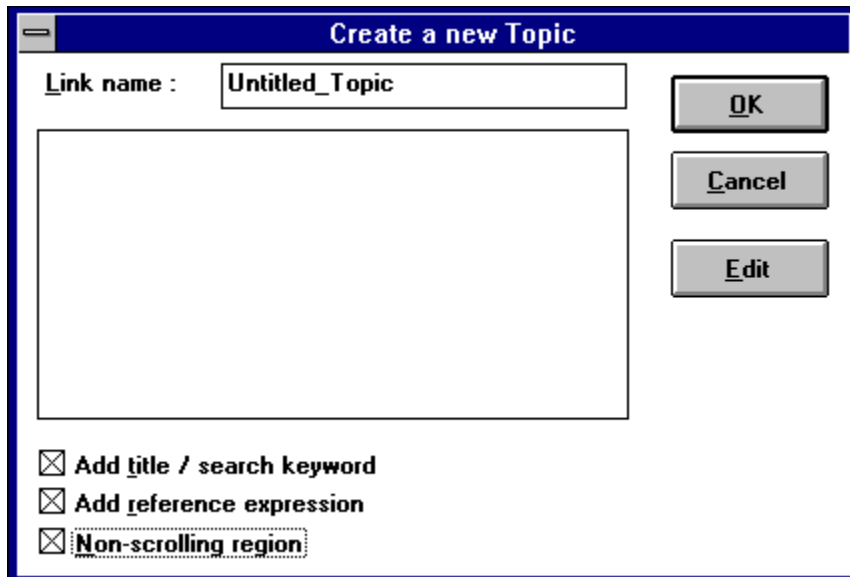 Create a new Topic
Link name :
Untitled_Topic
OK
Cancel
Edit
Add title / search keyword
Add reference expression
Non-scrolling region